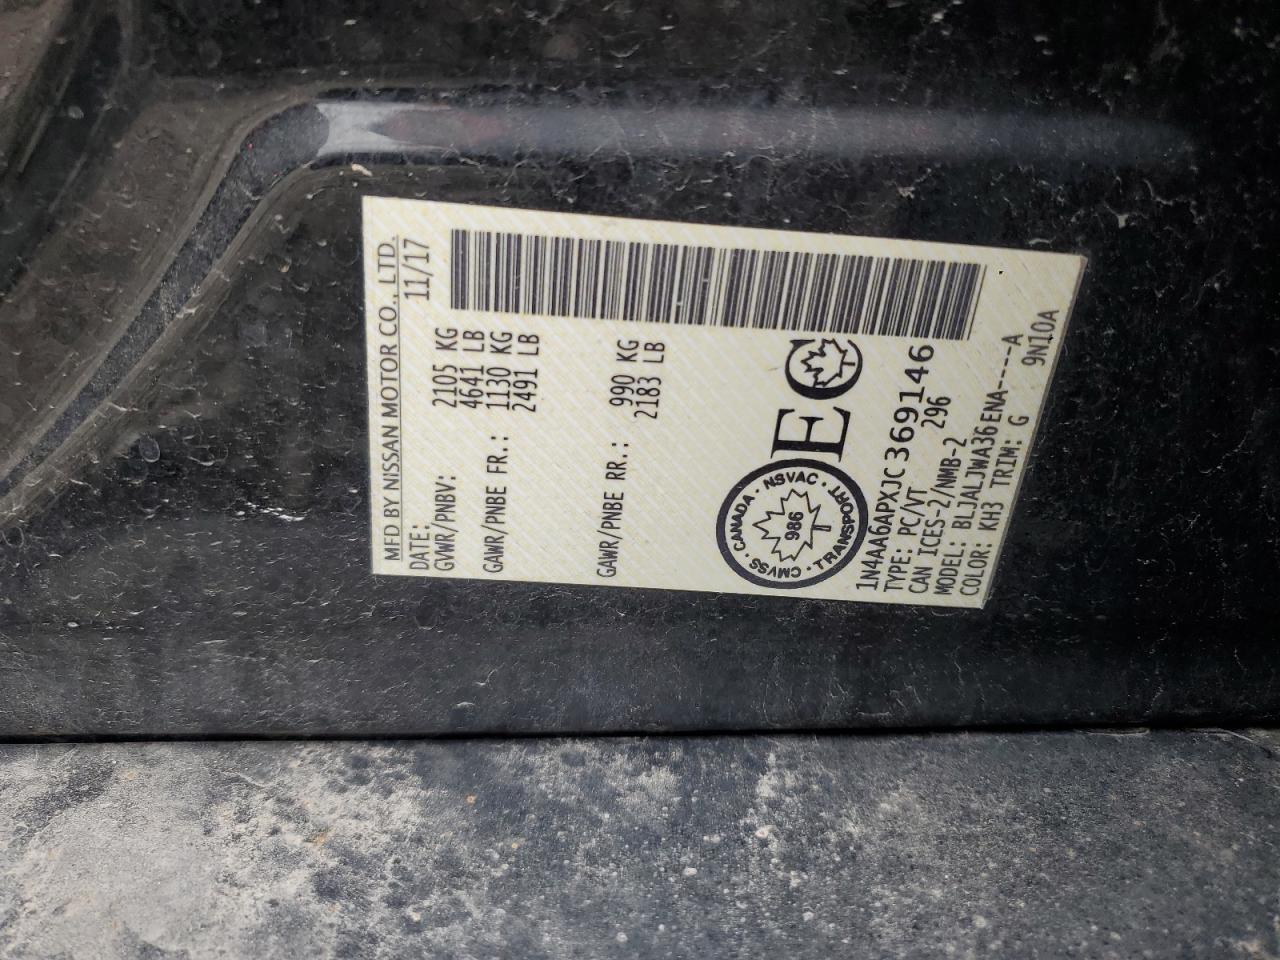 MFD BY NISSAN MOTOR CO., LTD.
DATE: 11/17
GVWR/PNBV: 2105 KG
4641 LB
GAWR/PNBE FR.: 1130 KG
2491 LB
GAWR/PNBE RR.: 990 KG
2183 LB
CANADA · NSVAC · TRANSPORT · CMVSS ·
986
T
EC
1N4AA6APXJC369146
TYPE: PC/VT 296
CAN ICES-2/NMB-2
MODEL: BLJALJWA36ENA-----A
COLOR: KH3 TRIM: G 9N10A